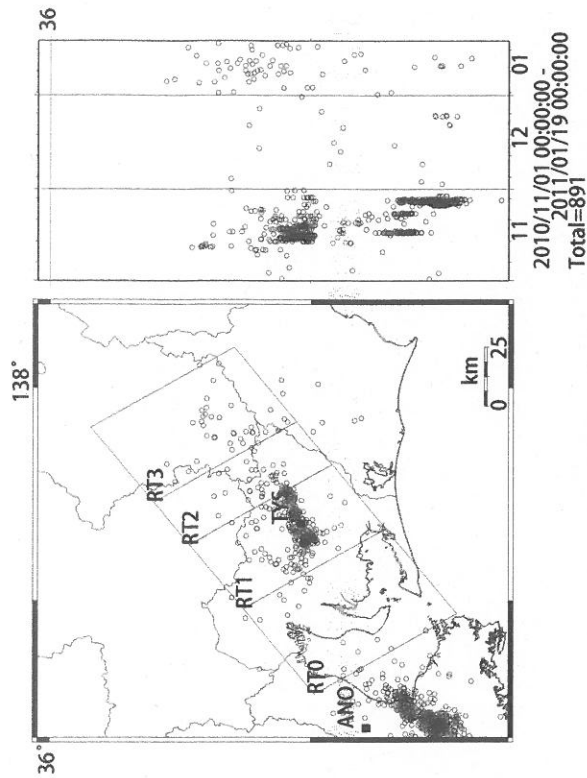 138°
36°
36
RT3
RT2
RT1
TYS
RT0
ANO
km
0 25
11 12 01
2010/11/01 00:00:00 -
2011/01/19 00:00:00
Total=891